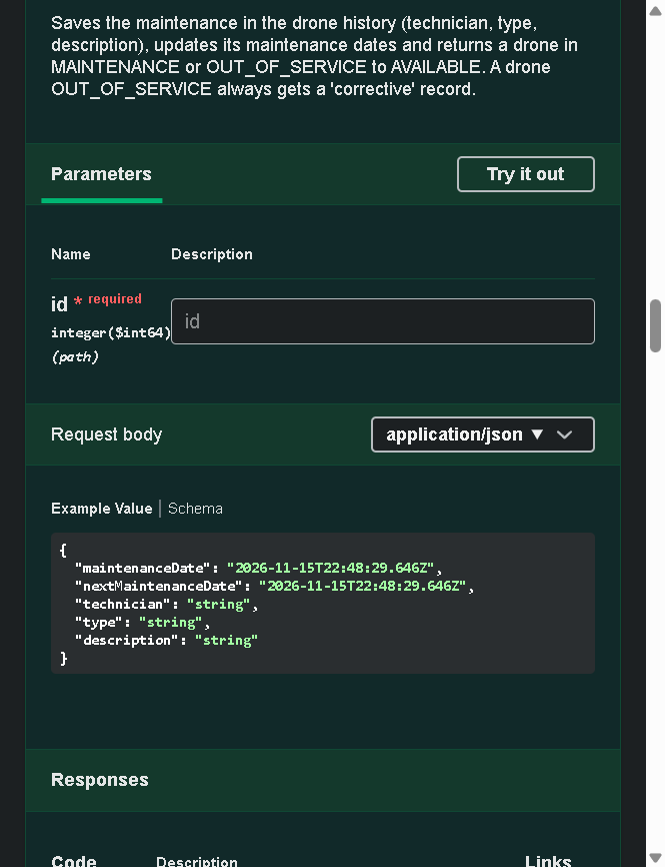 Saves the maintenance in the drone history (technician, type,
description), updates its maintenance dates and returns a drone in
MAINTENANCE or OUT_OF_SERVICE to AVAILABLE. A drone
OUT_OF_SERVICE always gets a 'corrective' record.
Parameters
Try it out
Name Description
id * required
integer($int64)
(path)
id
Request body
application/json ▼
Example Value | Schema
{
"maintenanceDate": "2026-11-15T22:48:29.646Z",
"nextMaintenanceDate": "2026-11-15T22:48:29.646Z",
"technician": "string",
"type": "string",
"description": "string"
}
Responses
Code Description Links